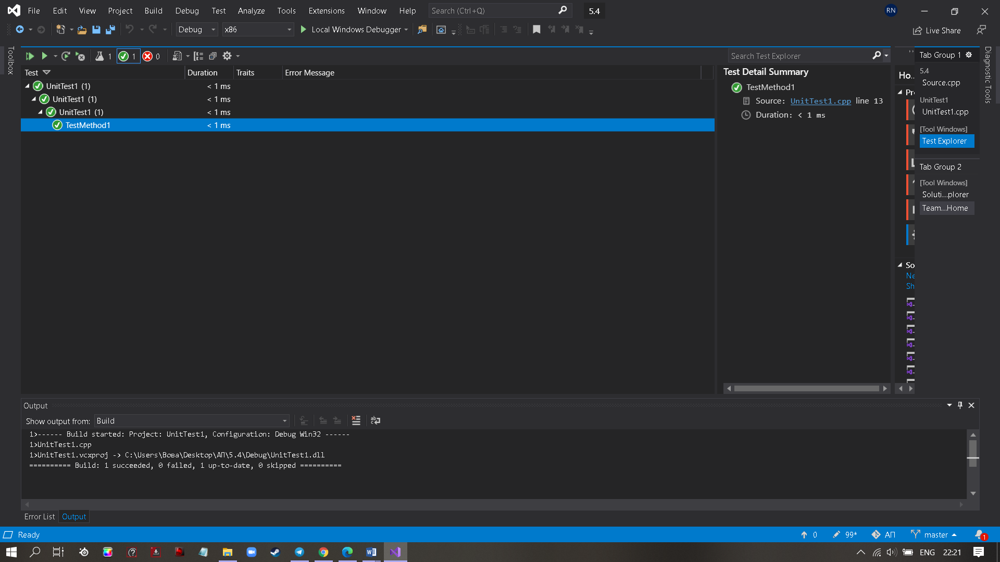 File Edit View Project Build Debug Test Analyze Tools Extensions Window Help Search (Ctrl+Q) 5.4 RN
Debug x86 Local Windows Debugger Live Share
Toolbox
1 1 0 Search Test Explorer
Test Duration Traits Error Message
UnitTest1 (1) < 1 ms
UnitTest1 (1) < 1 ms
UnitTest1 (1) < 1 ms
TestMethod1 < 1 ms
Test Detail Summary
TestMethod1
Source: UnitTest1.cpp line 13
Duration: < 1 ms
Ho...
Pr
So
Ne
Sh
Tab Group 1
5.4
Source.cpp
UnitTest1
UnitTest1.cpp
[Tool Windows]
Test Explorer
Tab Group 2
[Tool Windows]
Soluti...plorer
Team...Home
Diagnostic Tools
Output
Show output from: Build
1>------ Build started: Project: UnitTest1, Configuration: Debug Win32 ------
1>UnitTest1.cpp
1>UnitTest1.vcxproj -> C:\Users\Вова\Desktop\АП\5.4\Debug\UnitTest1.dll
========== Build: 1 succeeded, 0 failed, 1 up-to-date, 0 skipped ==========
Error List Output
Ready 0 99* АП master 1
ENG 22:21